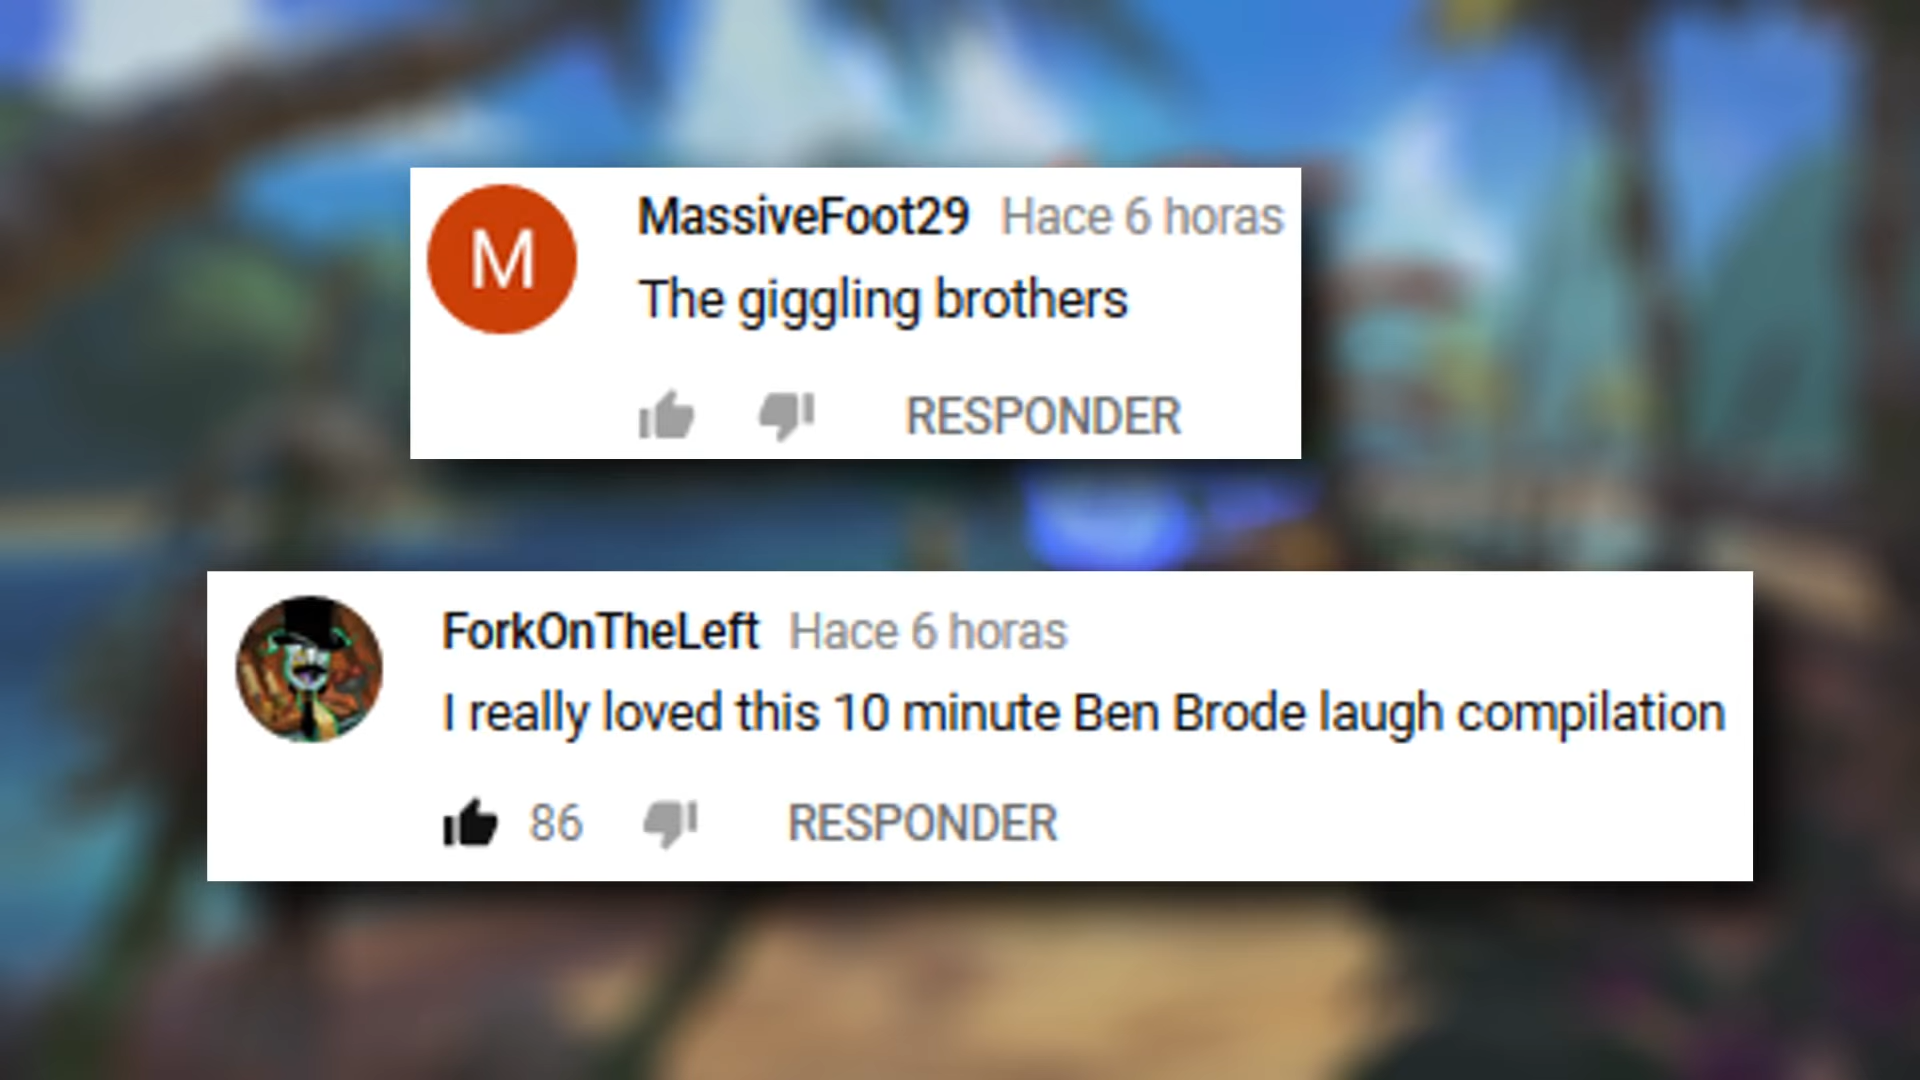 M
MassiveFoot29 Hace 6 horas
The giggling brothers
RESPONDER
ForkOnTheLeft Hace 6 horas
I really loved this 10 minute Ben Brode laugh compilation
86 RESPONDER